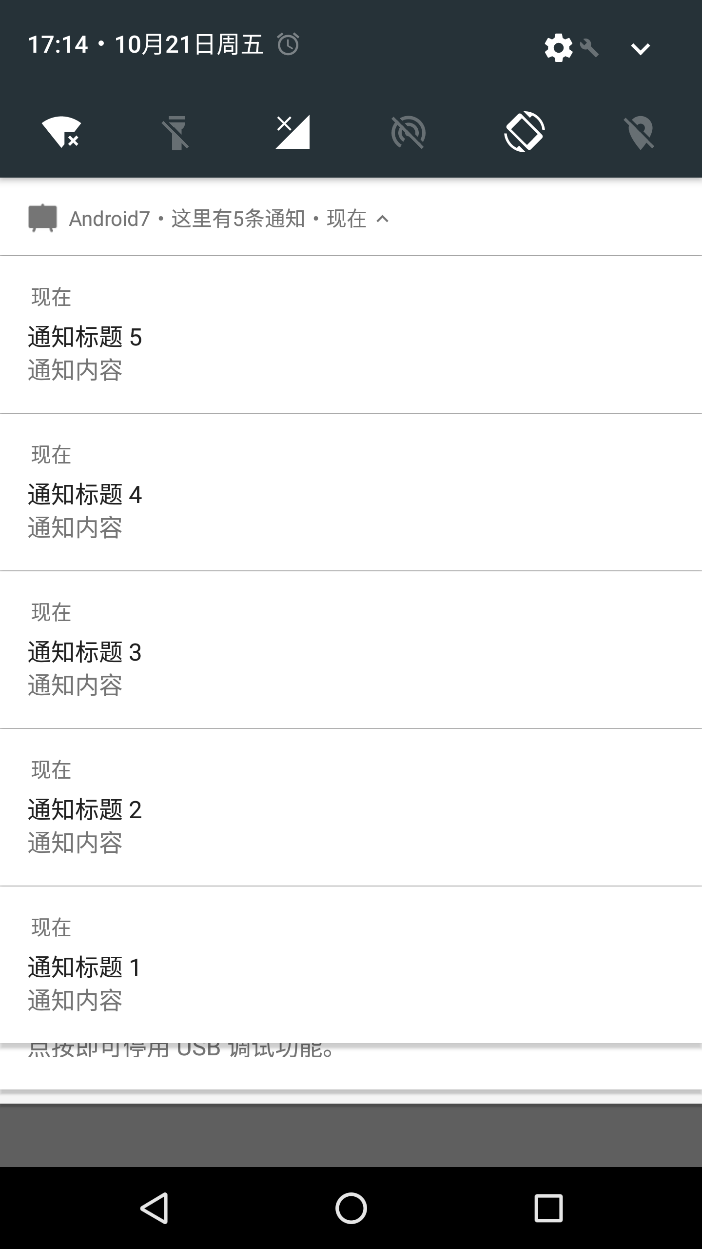 17:14 • 10月21日周五
Android7 • 这里有5条通知 • 现在
现在
通知标题 5
通知内容
现在
通知标题 4
通知内容
现在
通知标题 3
通知内容
现在
通知标题 2
通知内容
现在
通知标题 1
通知内容
点按即可停用 USB 调试功能。